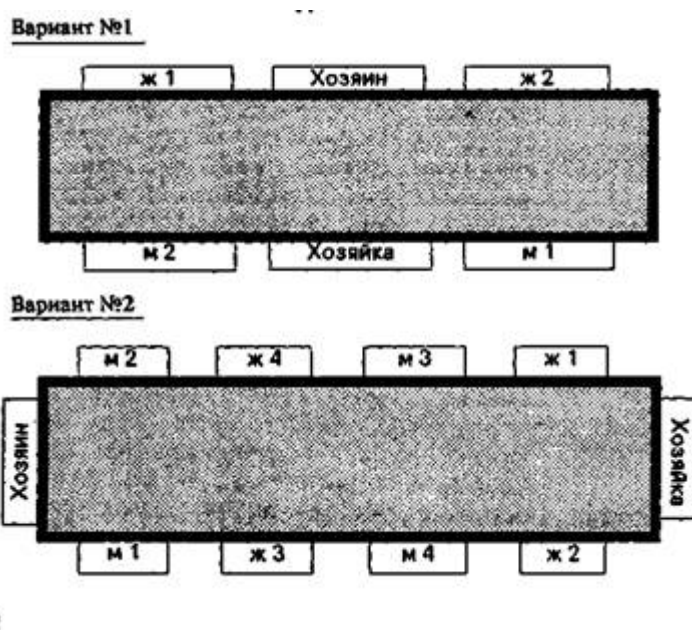 Вариант №1
ж 1 Хозяин ж 2
м 2 Хозяйка м 1
Вариант №2
м 2 ж 4 м 3 ж 1
Хозяин
Хозяйка
м 1 ж 3 м 4 ж 2